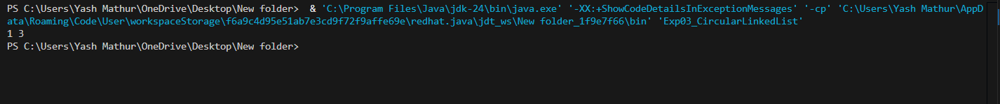 PS C:\Users\Yash Mathur\OneDrive\Desktop\New folder>  & 'C:\Program Files\Java\jdk-24\bin\java.exe' '-XX:+ShowCodeDetailsInExceptionMessages' '-cp' 'C:\Users\Yash Mathur\AppD
ata\Roaming\Code\User\workspaceStorage\f6a9c4d95e51ab7e3cd9f72f9affe69e\redhat.java\jdt_ws\New folder_1f9e7f66\bin' 'Exp03_CircularLinkedList'
1 3
PS C:\Users\Yash Mathur\OneDrive\Desktop\New folder>